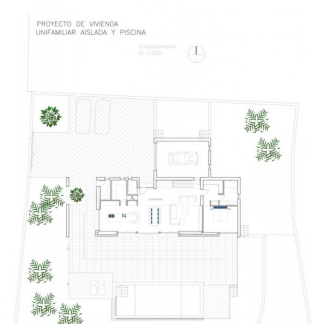 PROYECTO DE VIVIENDA
UNIFAMILIAR AISLADA Y PISCINA
Emplazamiento